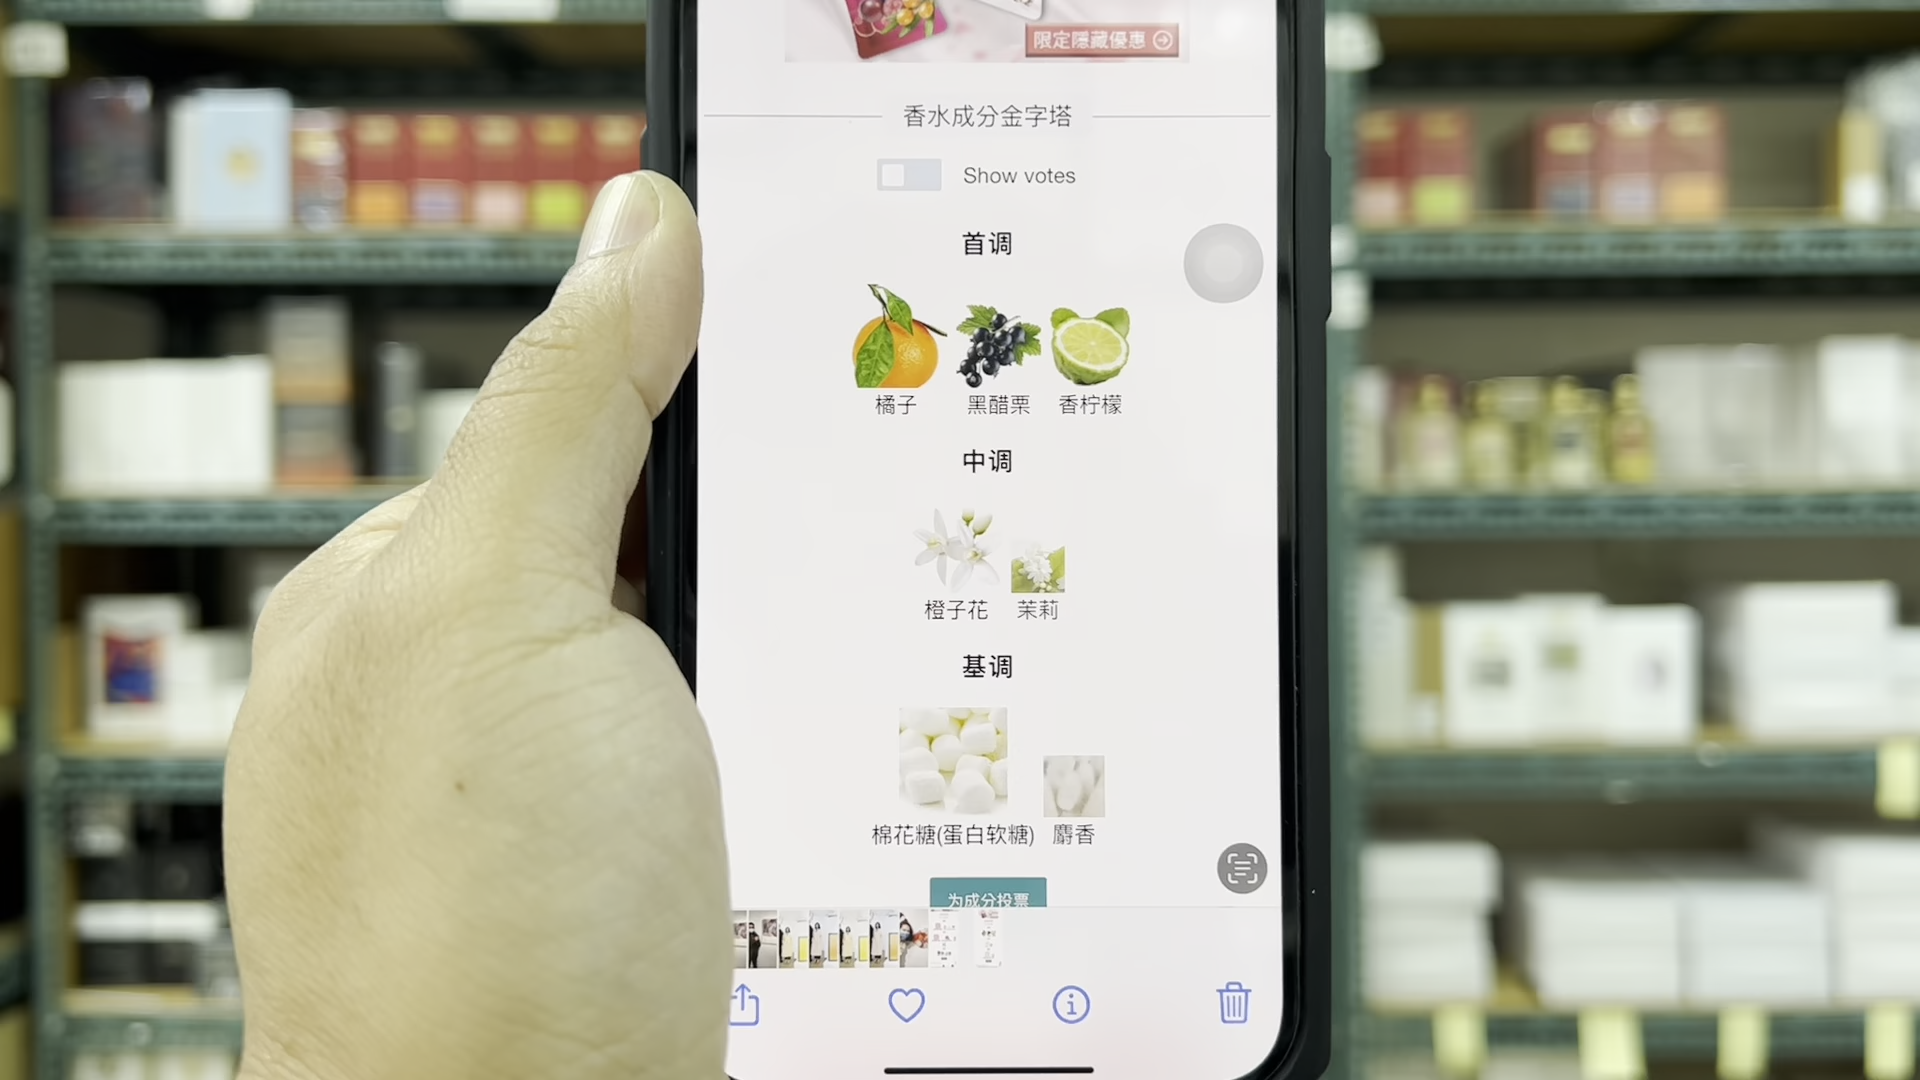 限定隱藏優惠
香水成分金字塔
Show votes
首调
橘子 黑醋栗 香柠檬
中调
橙子花 茉莉
基调
棉花糖(蛋白软糖) 麝香
为成分投票